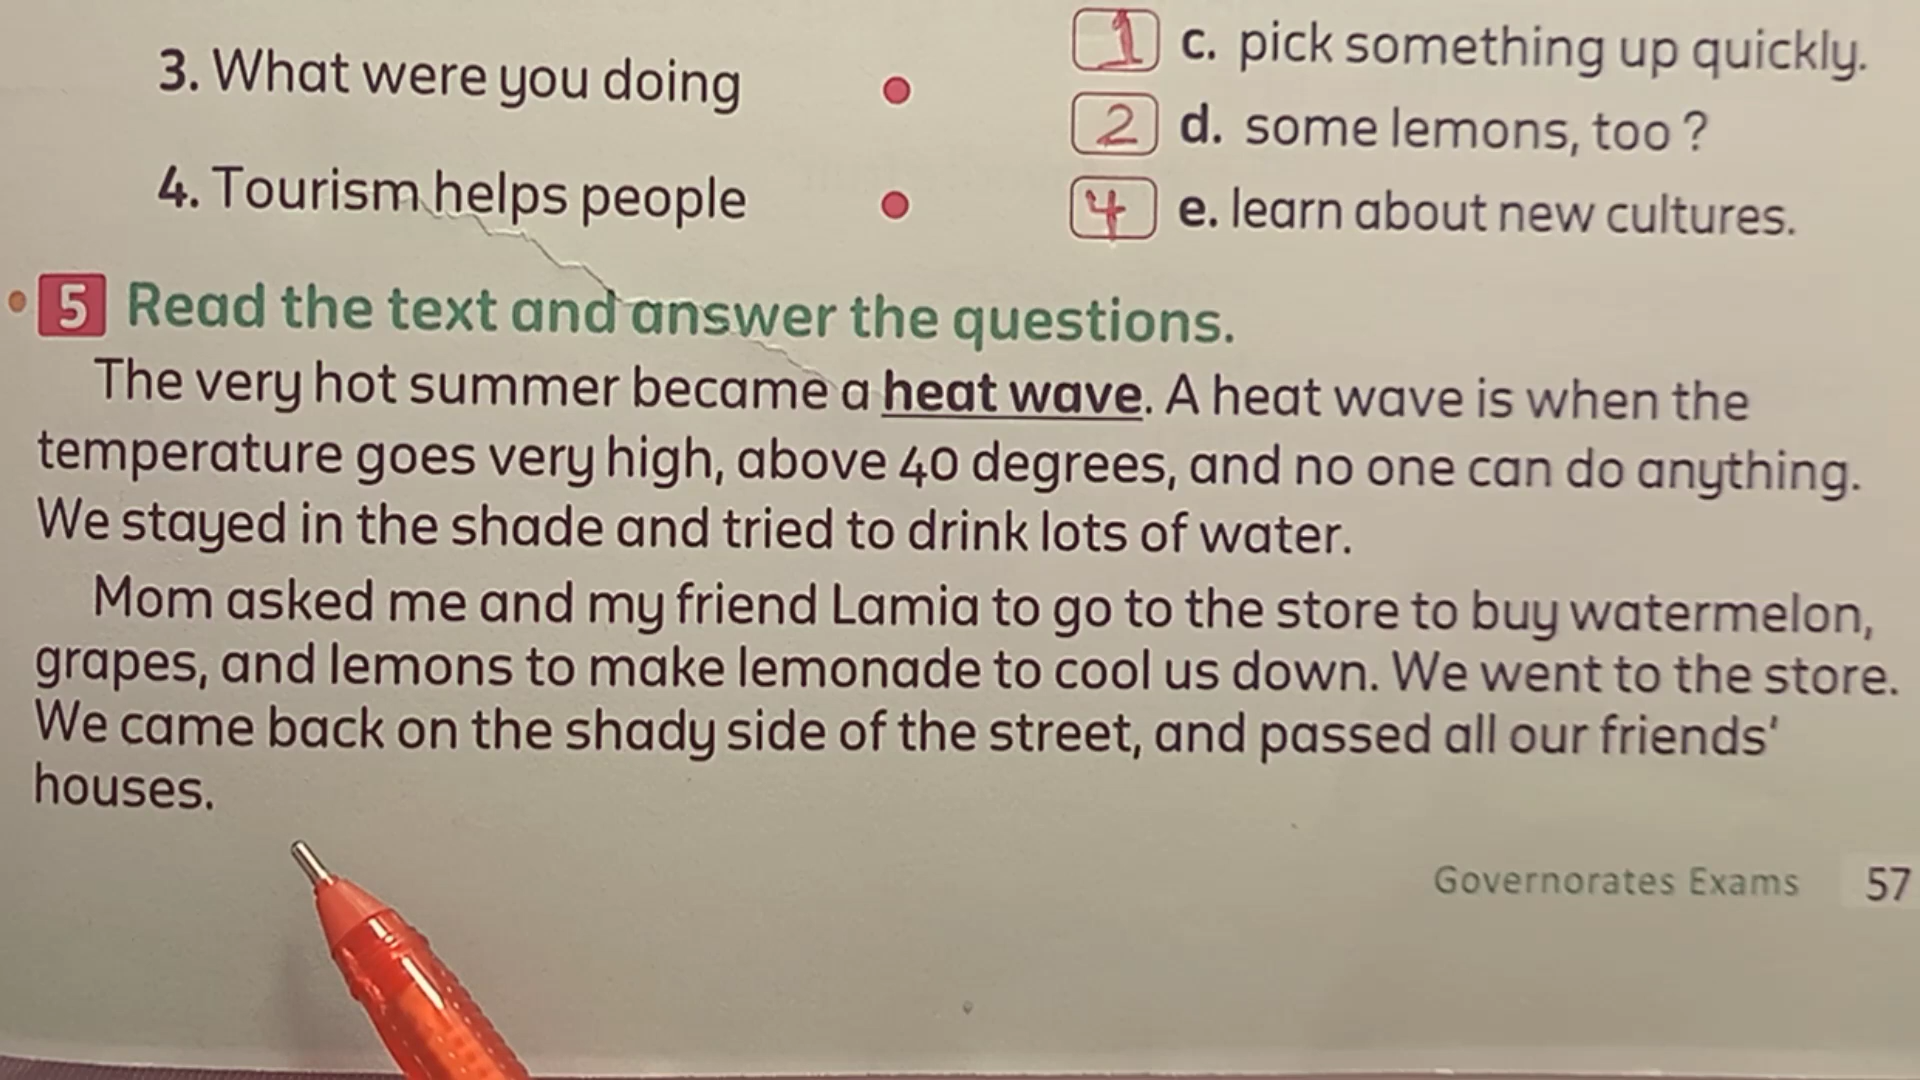 1 c. pick something up quickly.
3. What were you doing
2 d. some lemons, too ?
4. Tourism helps people
4 e. learn about new cultures.
5 Read the text and answer the questions.
The very hot summer became a heat wave. A heat wave is when the
temperature goes very high, above 40 degrees, and no one can do anything.
We stayed in the shade and tried to drink lots of water.
Mom asked me and my friend Lamia to go to the store to buy watermelon,
grapes, and lemons to make lemonade to cool us down. We went to the store.
We came back on the shady side of the street, and passed all our friends'
houses.
Governorates Exams 57